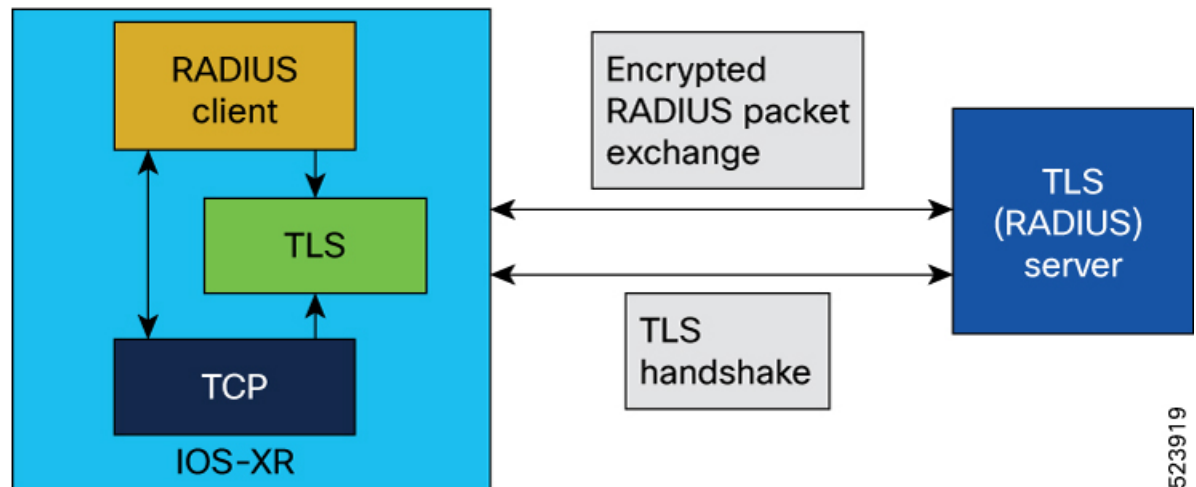 RADIUS
client
TLS
TCP
IOS-XR
Encrypted
RADIUS packet
exchange
TLS
handshake
TLS
(RADIUS)
server
523919